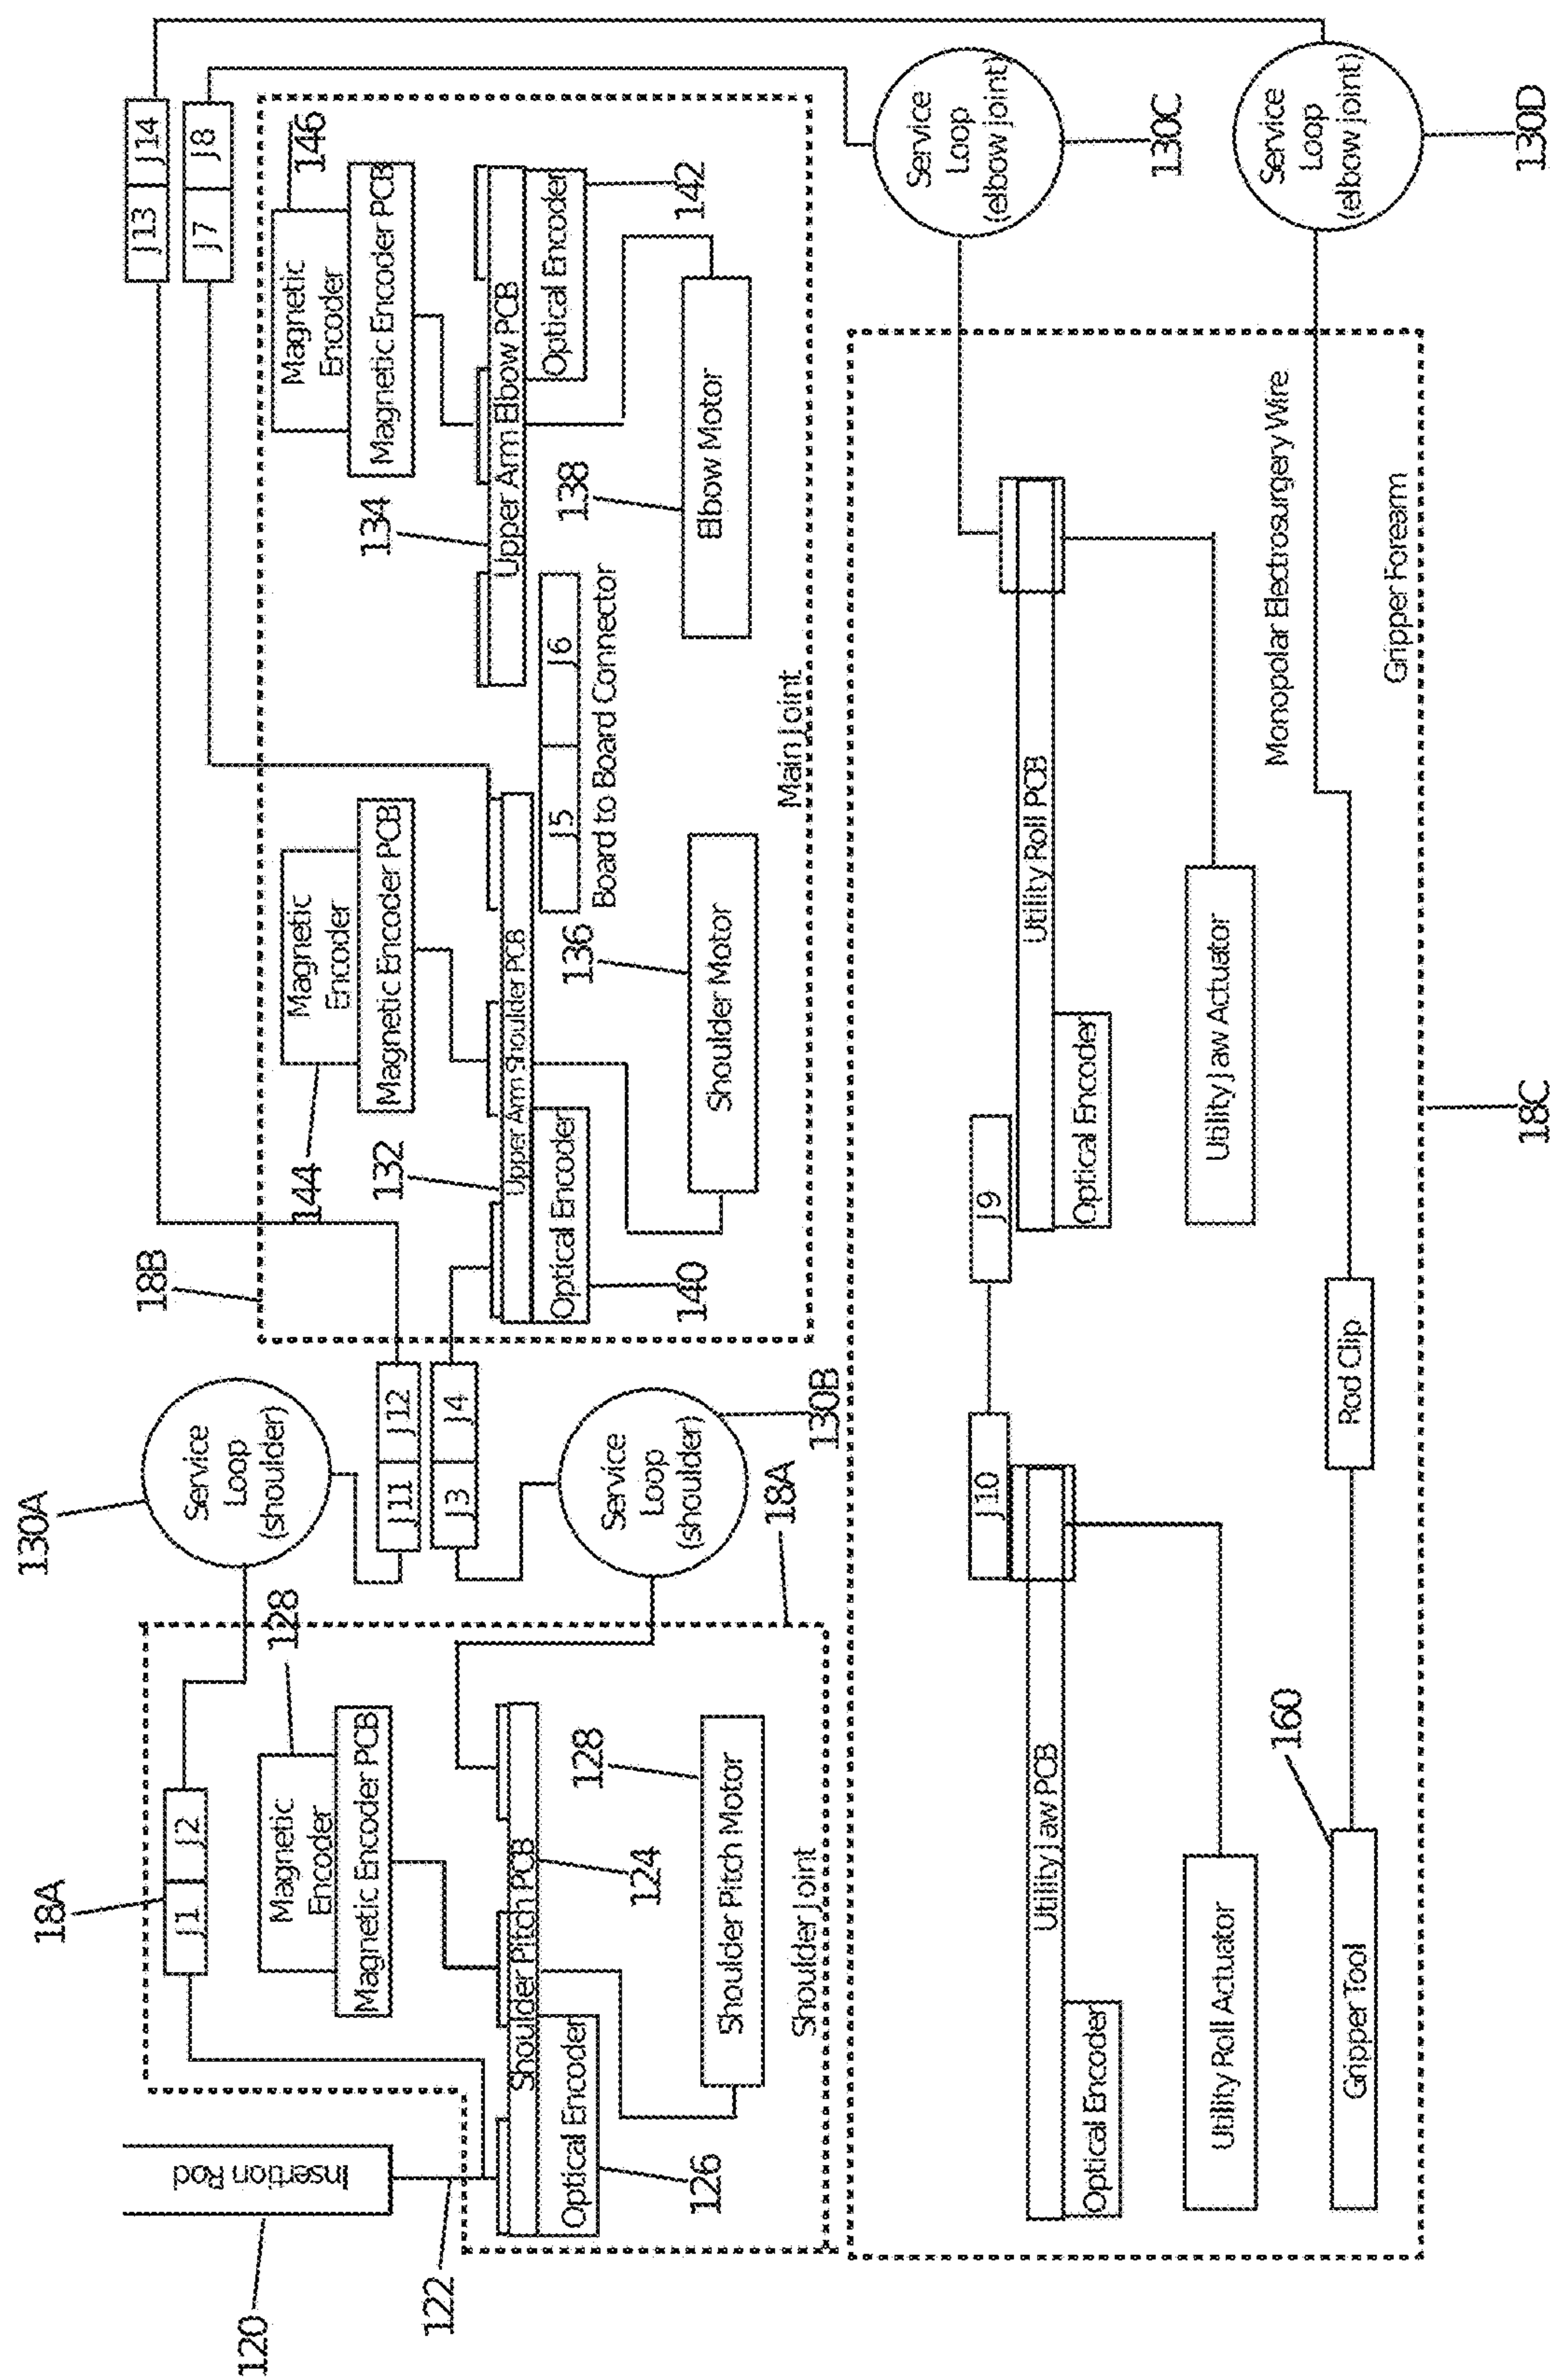 120
Insertion Rod
122
18A
J1
J2
128
Magnetic
Encoder
Magnetic Encoder PCB
Shoulder Pitch PCB
124
Optical Encoder
126
128
Shoulder Pitch Motor
Shoulder Joint
18A
130A
Service
Loop
(shoulder)
J11
J12
J3
J4
Service
Loop
(shoulder)
130B
18B
144
Magnetic
Encoder
Magnetic Encoder PCB
132
Upper Arm Shoulder PCB
Optical Encoder
140
136
Shoulder Motor
J5
J6
Board to Board Connector
Main Joint
J13
J14
J7
J8
146
Magnetic
Encoder
Magnetic Encoder PCB
134
Upper Arm Elbow PCB
Optical Encoder
142
138
Elbow Motor
Service
Loop
(elbow joint)
130C
Service
Loop
(elbow joint)
130D
J10
J9
Utility Jaw PCB
Optical Encoder
Utility Roll Actuator
Utility Roll PCB
Optical Encoder
Utility Jaw Actuator
Monopolar Electrosurgery Wire
160
Gripper Tool
Rod Clip
Gripper Forearm
18C